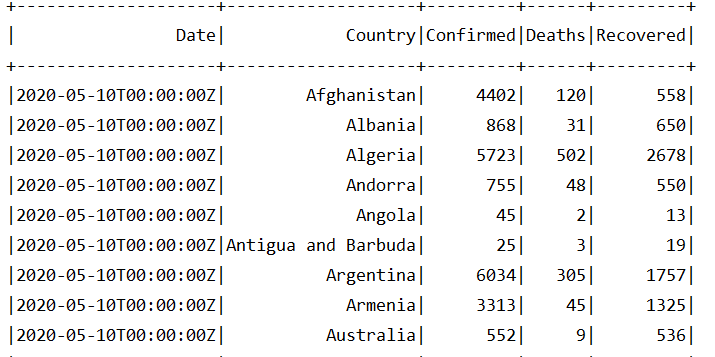 +--------------------+-------------------+---------+------+---------+
|                Date|            Country|Confirmed|Deaths|Recovered|
+--------------------+-------------------+---------+------+---------+
|2020-05-10T00:00:00Z|        Afghanistan|     4402|   120|      558|
|2020-05-10T00:00:00Z|            Albania|      868|    31|      650|
|2020-05-10T00:00:00Z|            Algeria|     5723|   502|     2678|
|2020-05-10T00:00:00Z|            Andorra|      755|    48|      550|
|2020-05-10T00:00:00Z|             Angola|       45|     2|       13|
|2020-05-10T00:00:00Z|Antigua and Barbuda|       25|     3|       19|
|2020-05-10T00:00:00Z|          Argentina|     6034|   305|     1757|
|2020-05-10T00:00:00Z|            Armenia|     3313|    45|     1325|
|2020-05-10T00:00:00Z|          Australia|      552|     9|      536|